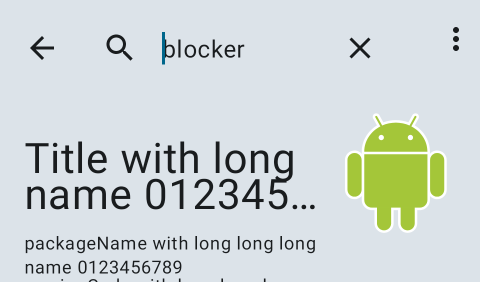 blocker
Title with long
name 012345…
packageName with long long long
name 0123456789